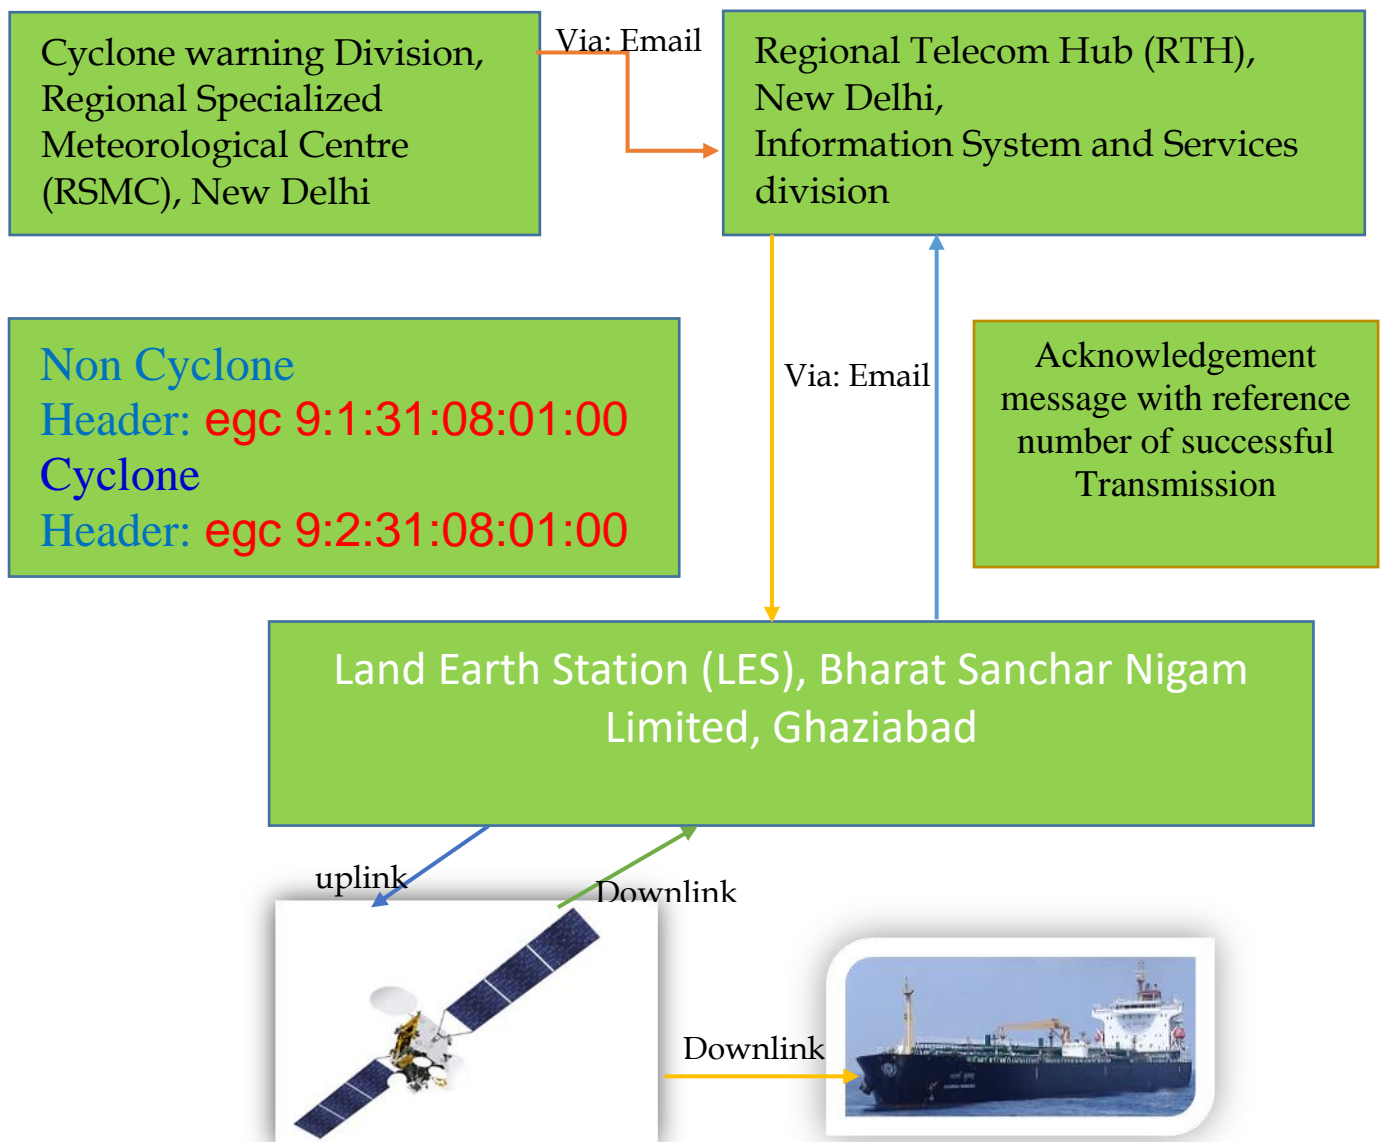 Cyclone warning Division,
Regional Specialized
Meteorological Centre
(RSMC), New Delhi
Via: Email
Regional Telecom Hub (RTH),
New Delhi,
Information System and Services
division
Non Cyclone
Header: egc 9:1:31:08:01:00
Cyclone
Header: egc 9:2:31:08:01:00
Via: Email
Acknowledgement
message with reference
number of successful
Transmission
Land Earth Station (LES), Bharat Sanchar Nigam
Limited, Ghaziabad
uplink
Downlink
Downlink